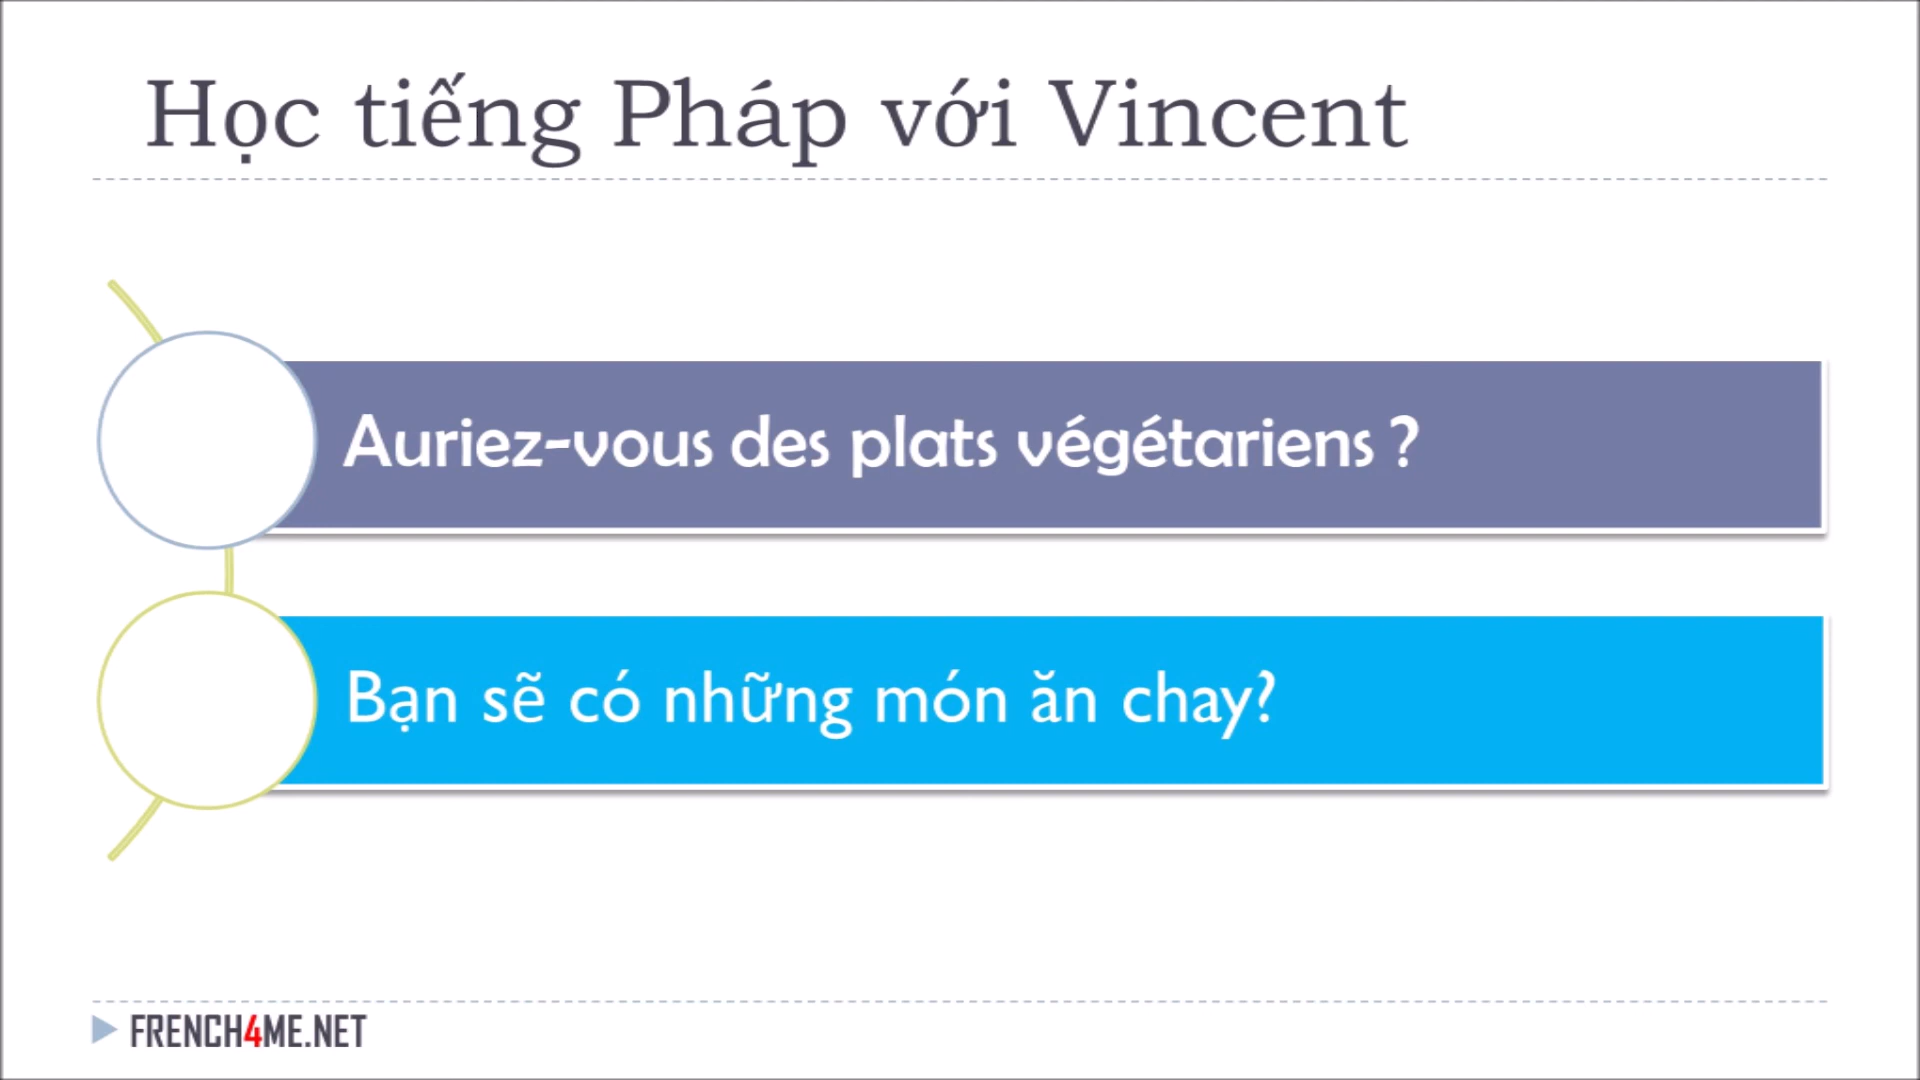 Học tiếng Pháp với Vincent
Auriez-vous des plats végétariens ?
Bạn sẽ có những món ăn chay?
FRENCH4ME.NET